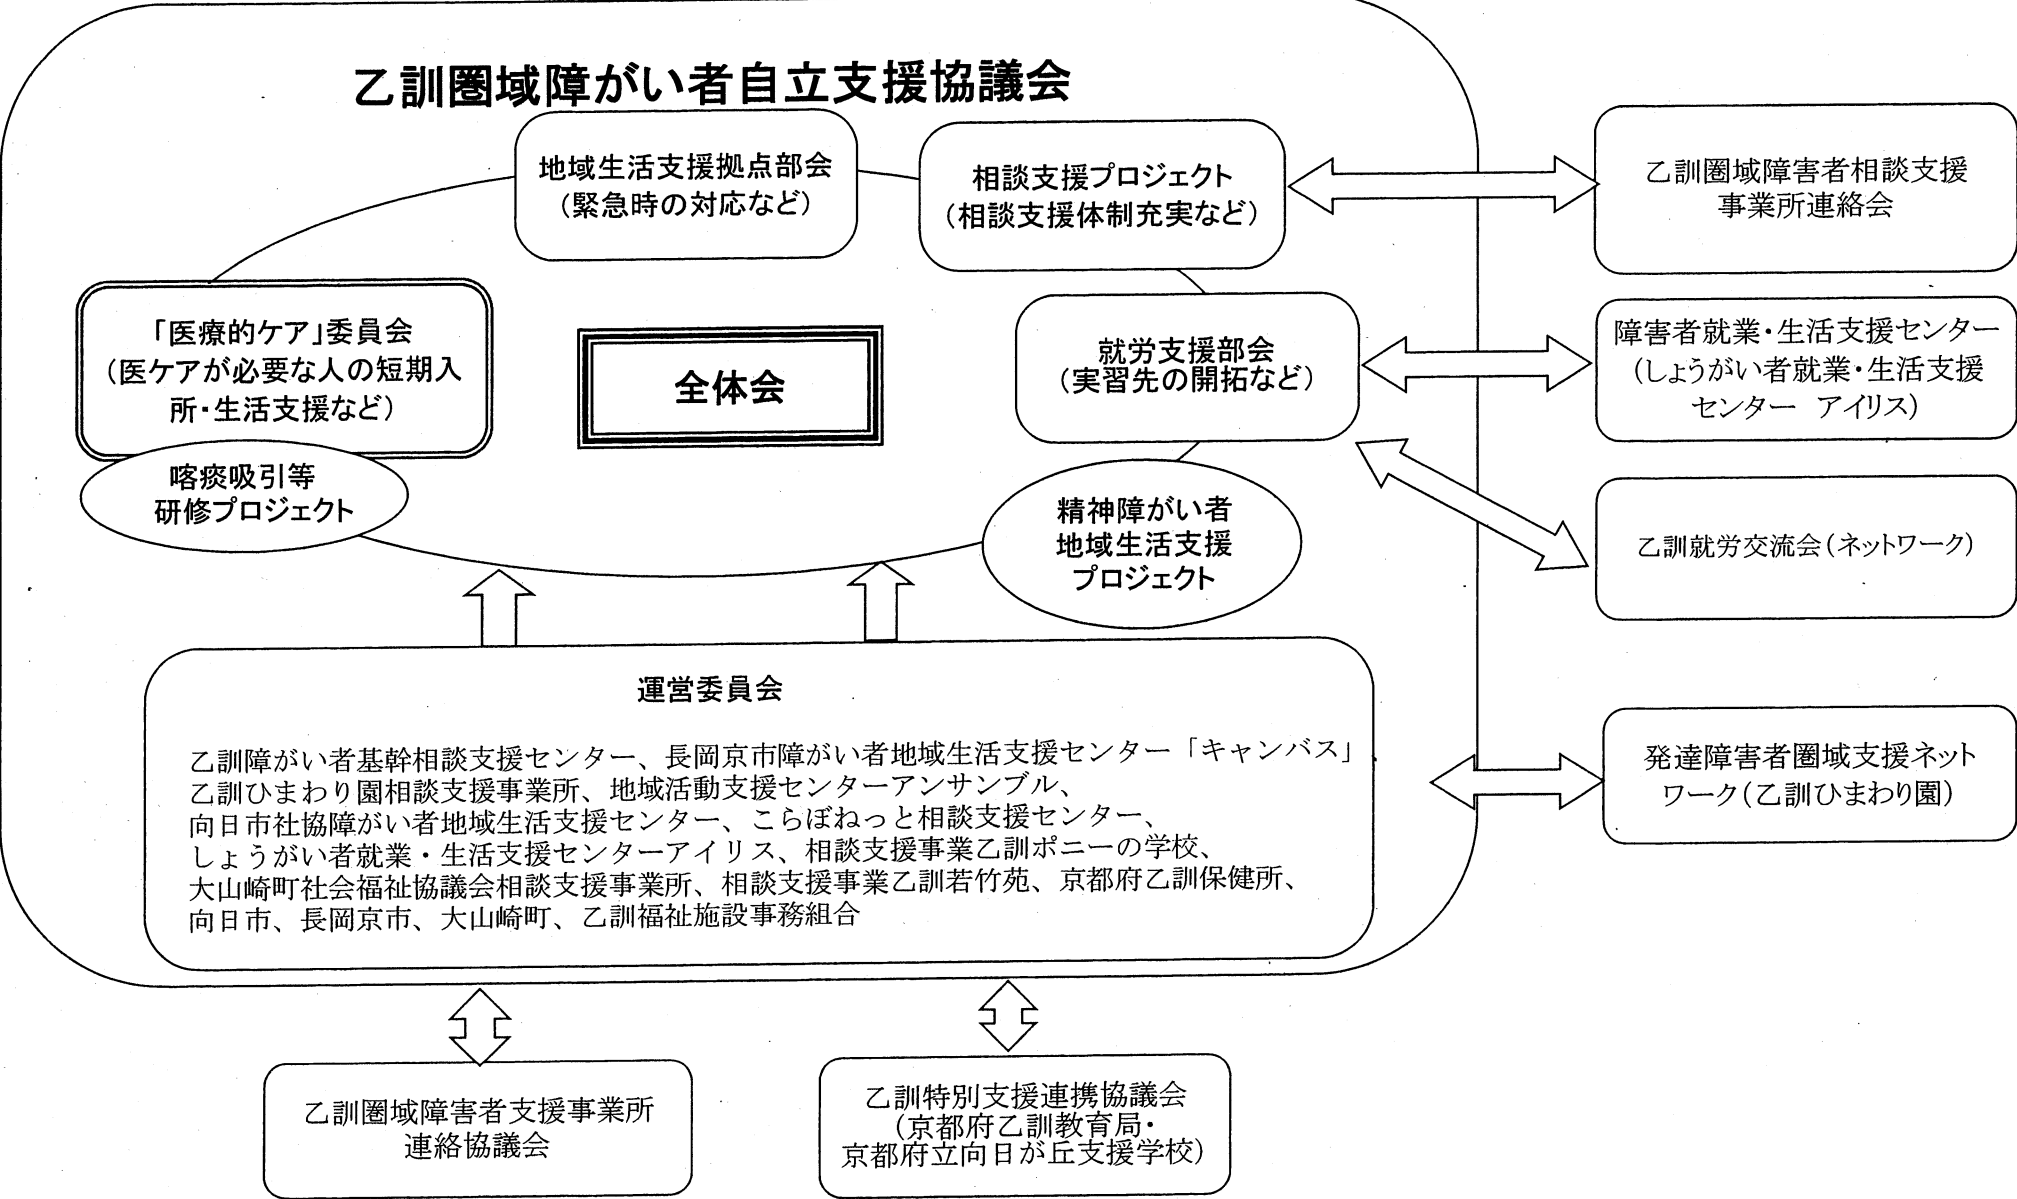 乙訓圏域障がい者自立支援協議会
地域生活支援拠点部会
（緊急時の対応など）
相談支援プロジェクト
（相談支援体制充実など）
乙訓圏域障害者相談支援
事業所連絡会
「医療的ケア」委員会
（医ケアが必要な人の短期入
所・生活支援など）
全体会
就労支援部会
（実習先の開拓など）
障害者就業・生活支援センター
（しょうがい者就業・生活支援
センター　アイリス）
喀痰吸引等
研修プロジェクト
精神障がい者
地域生活支援
プロジェクト
乙訓就労交流会（ネットワーク）
運営委員会
乙訓障がい者基幹相談支援センター、長岡京市障がい者地域生活支援センター「キャンバス」
乙訓ひまわり園相談支援事業所、地域活動支援センターアンサンブル、
向日市社協障がい者地域生活支援センター、こらぼねっと相談支援センター、
しょうがい者就業・生活支援センターアイリス、相談支援事業乙訓ポニーの学校、
大山崎町社会福祉協議会相談支援事業所、相談支援事業乙訓若竹苑、京都府乙訓保健所、
向日市、長岡京市、大山崎町、乙訓福祉施設事務組合
発達障害者圏域支援ネット
ワーク（乙訓ひまわり園）
乙訓圏域障害者支援事業所
連絡協議会
乙訓特別支援連携協議会
（京都府乙訓教育局・
京都府立向日が丘支援学校）